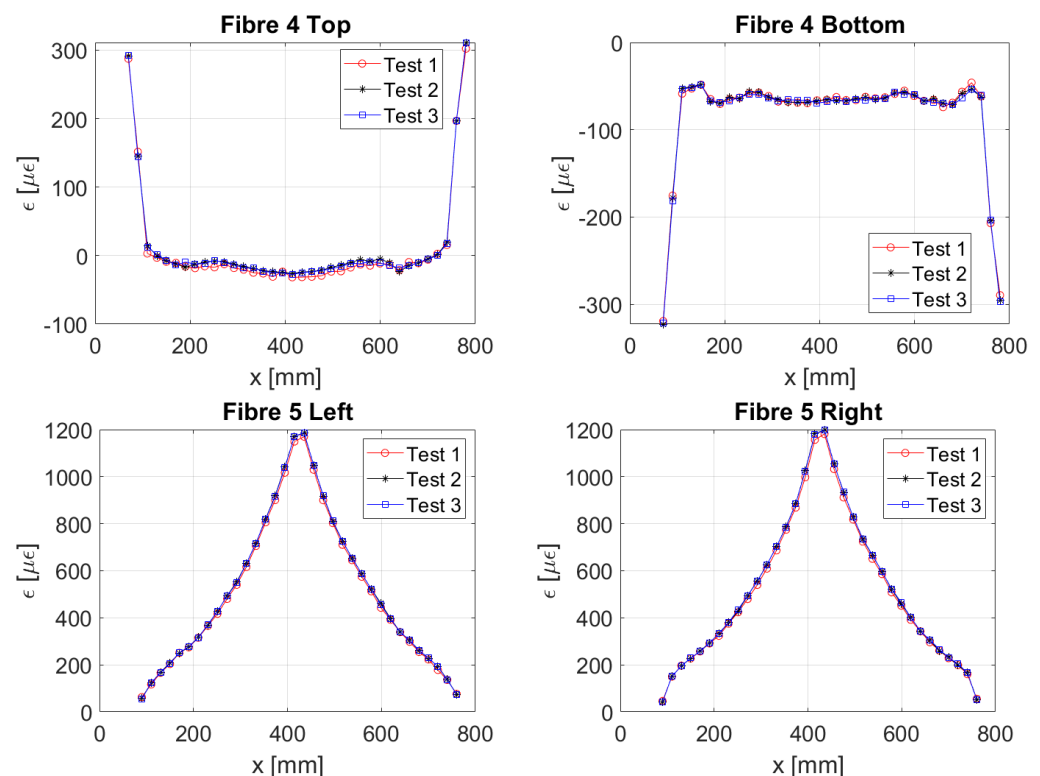 Fibre 4 Top
300
200
100
0
-100
0
200
400
600
800
ϵ [μϵ]
x [mm]
Test 1
Test 2
Test 3
Fibre 4 Bottom
0
-100
-200
-300
0
200
400
600
800
ϵ [μϵ]
x [mm]
Test 1
Test 2
Test 3
Fibre 5 Left
1200
1000
800
600
400
200
0
0
200
400
600
800
ϵ [μϵ]
x [mm]
Test 1
Test 2
Test 3
Fibre 5 Right
1200
1000
800
600
400
200
0
0
200
400
600
800
ϵ [μϵ]
x [mm]
Test 1
Test 2
Test 3